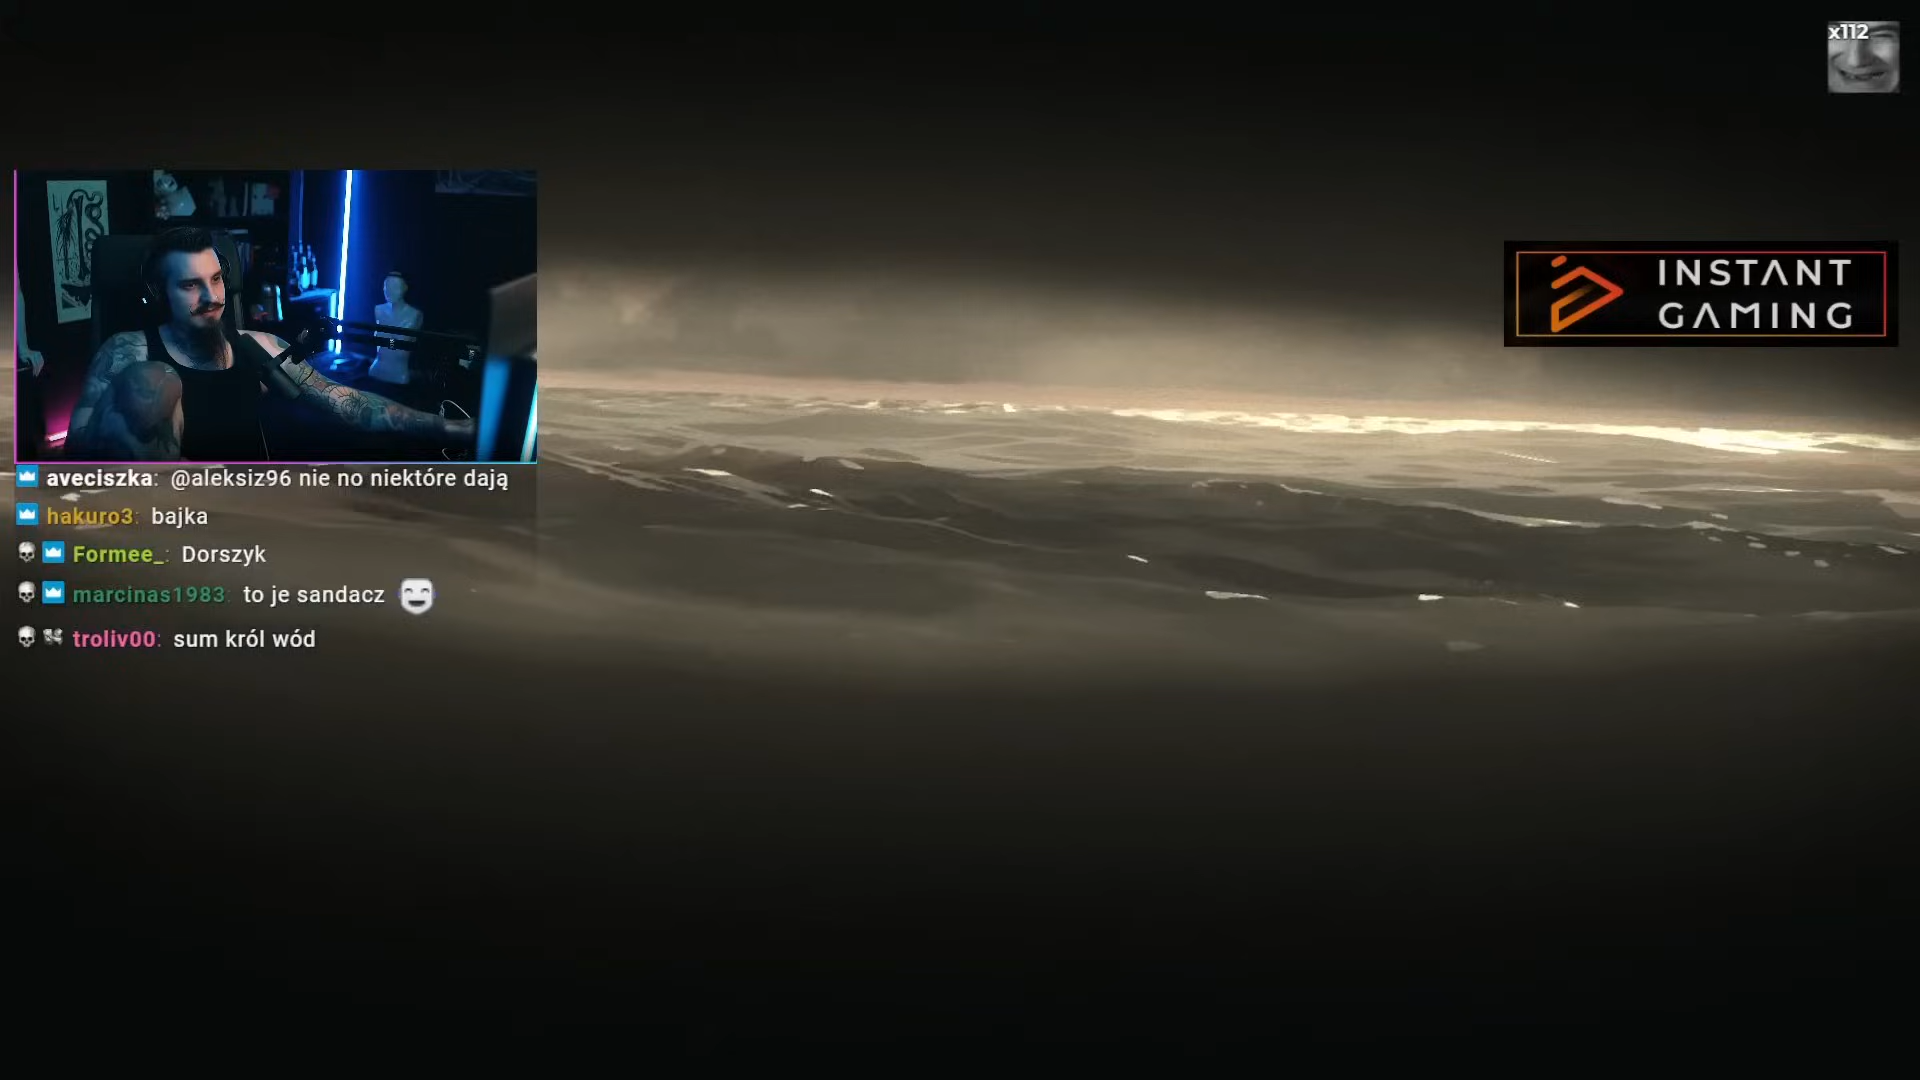 x112
INSTANT
GAMING
aveciszka: @aleksiz96 nie no niektóre dają
hakuro3: bajka
Formee_: Dorszyk
marcinas1983: to je sandacz
troliv00: sum król wód